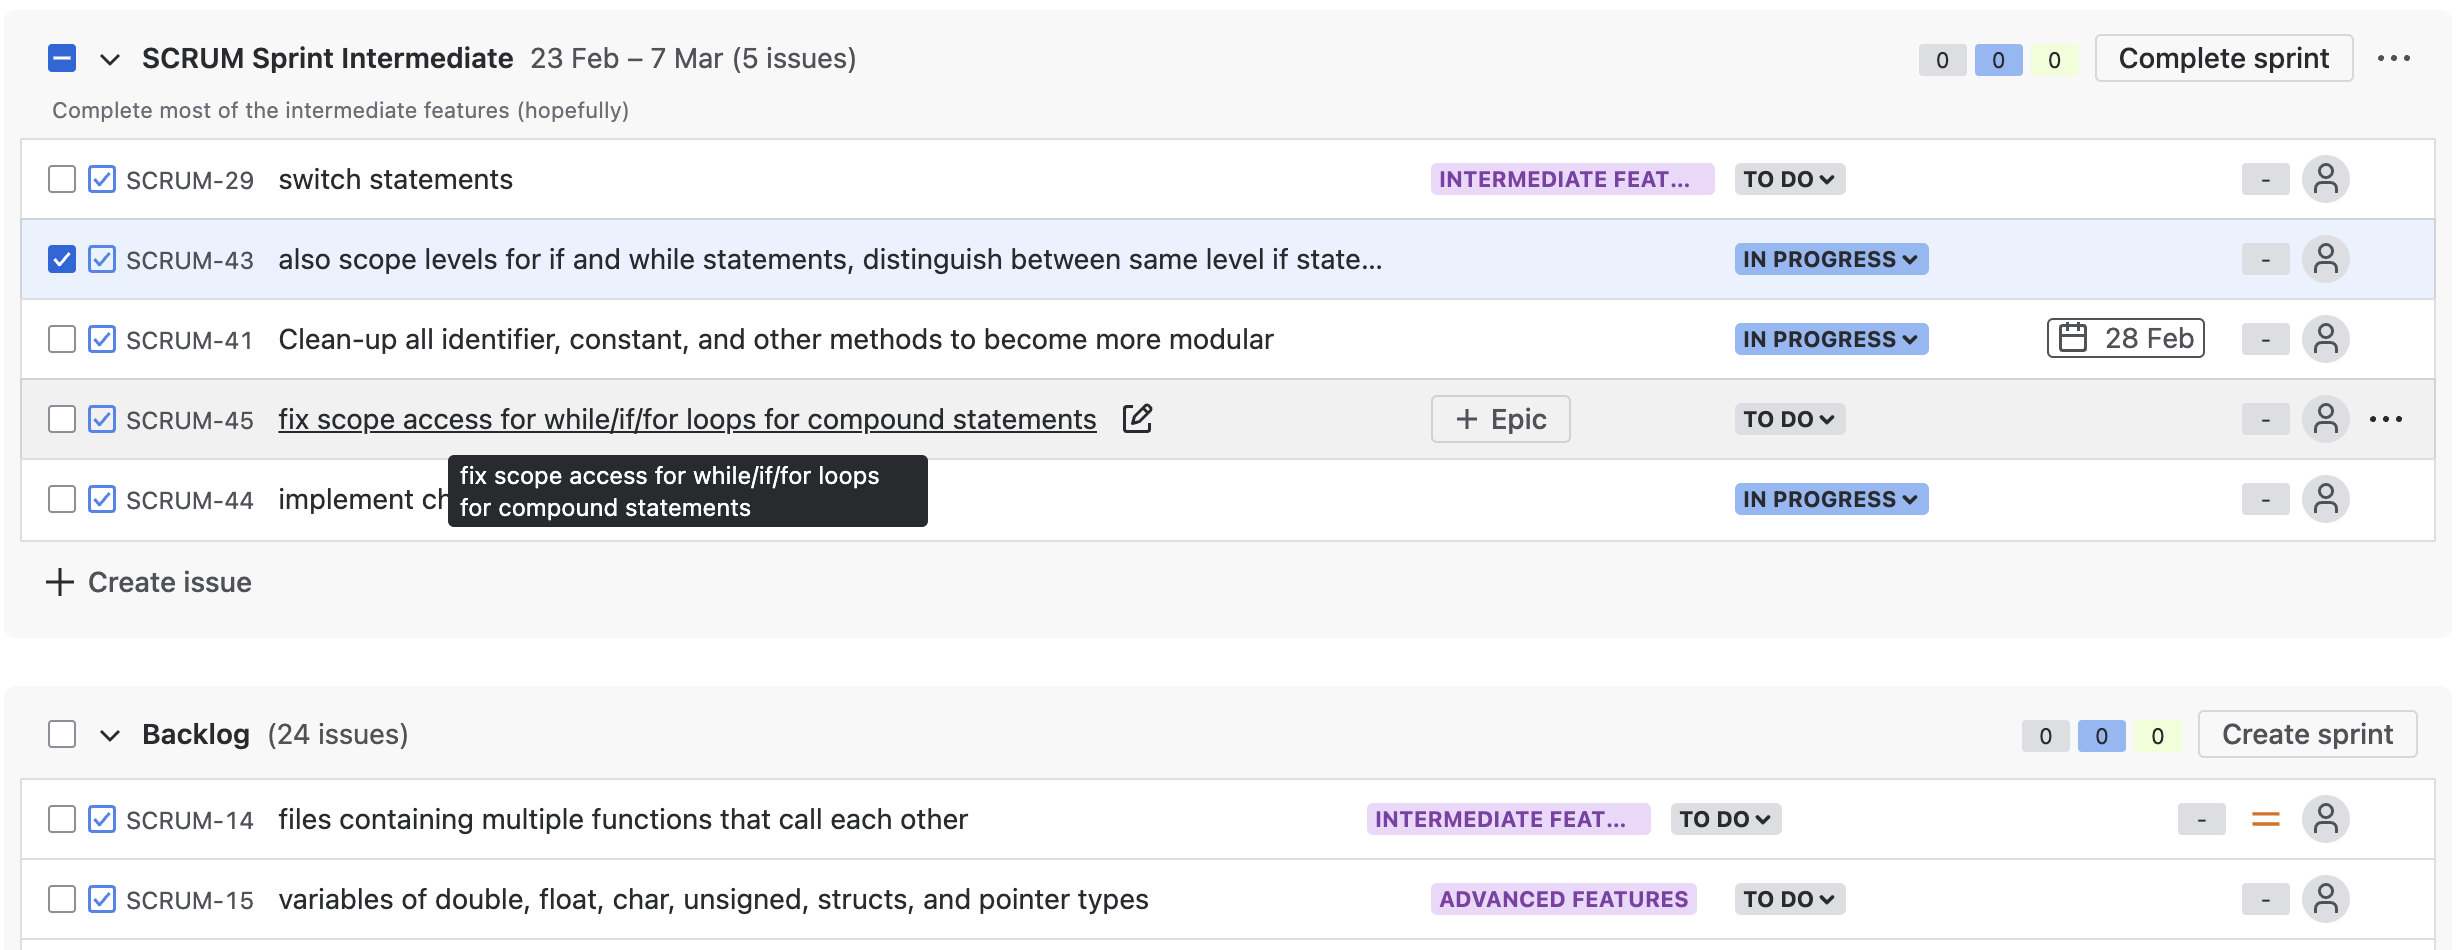 SCRUM Sprint Intermediate 23 Feb – 7 Mar (5 issues) 0 0 0 Complete sprint
Complete most of the intermediate features (hopefully)
SCRUM-29 switch statements INTERMEDIATE FEAT... TO DO -
SCRUM-43 also scope levels for if and while statements, distinguish between same level if state... IN PROGRESS -
SCRUM-41 Clean-up all identifier, constant, and other methods to become more modular IN PROGRESS 28 Feb -
SCRUM-45 fix scope access for while/if/for loops for compound statements + Epic TO DO -
fix scope access for while/if/for loops
for compound statements
SCRUM-44 implement ch IN PROGRESS -
+ Create issue
Backlog (24 issues) 0 0 0 Create sprint
SCRUM-14 files containing multiple functions that call each other INTERMEDIATE FEAT... TO DO -
SCRUM-15 variables of double, float, char, unsigned, structs, and pointer types ADVANCED FEATURES TO DO -